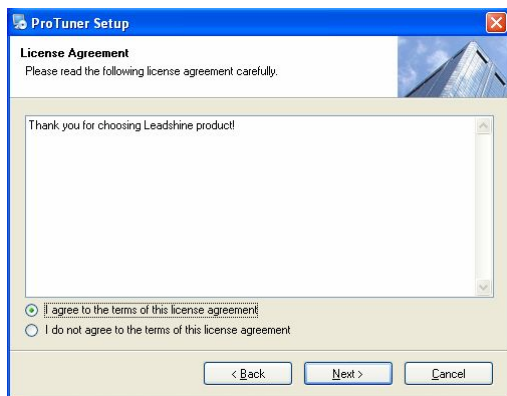 ProTuner Setup
License Agreement
Please read the following license agreement carefully.
Thank you for choosing Leadshine product!
I agree to the terms of this license agreement
I do not agree to the terms of this license agreement
< Back Next > Cancel